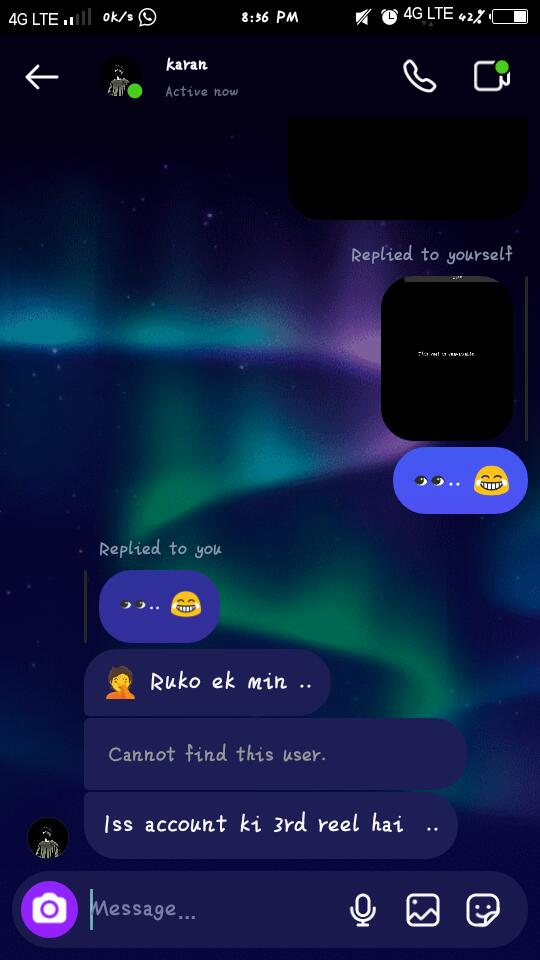 4G LTE 0K/s 8:56 PM 4G LTE 42%
karan
Active now
Replied to yourself
👀.. 😂
Replied to you
👀.. 😂
🤦 Ruko ek min ..
Cannot find this user.
Iss account ki 3rd reel hai ..
Message...